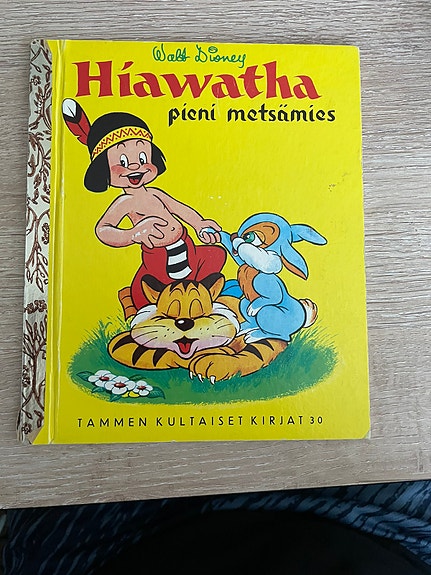 Walt Disney
Hiawatha
pieni metsämies
TAMMEN KULTAISET KIRJAT 30